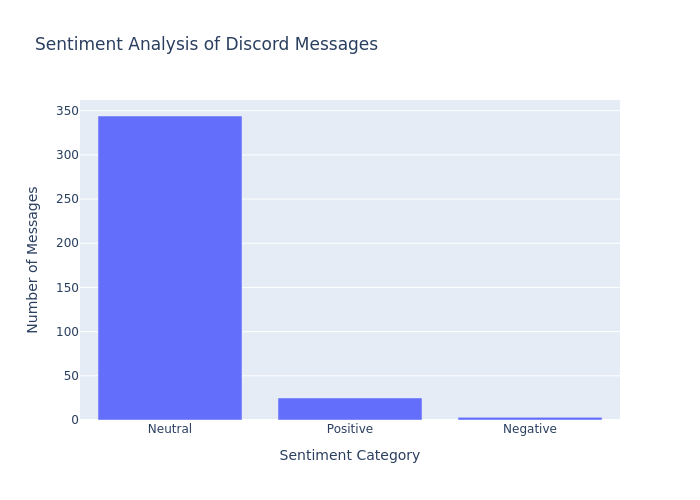 Sentiment Analysis of Discord Messages
Number of Messages
350
300
250
200
150
100
50
0
Neutral
Positive
Negative
Sentiment Category